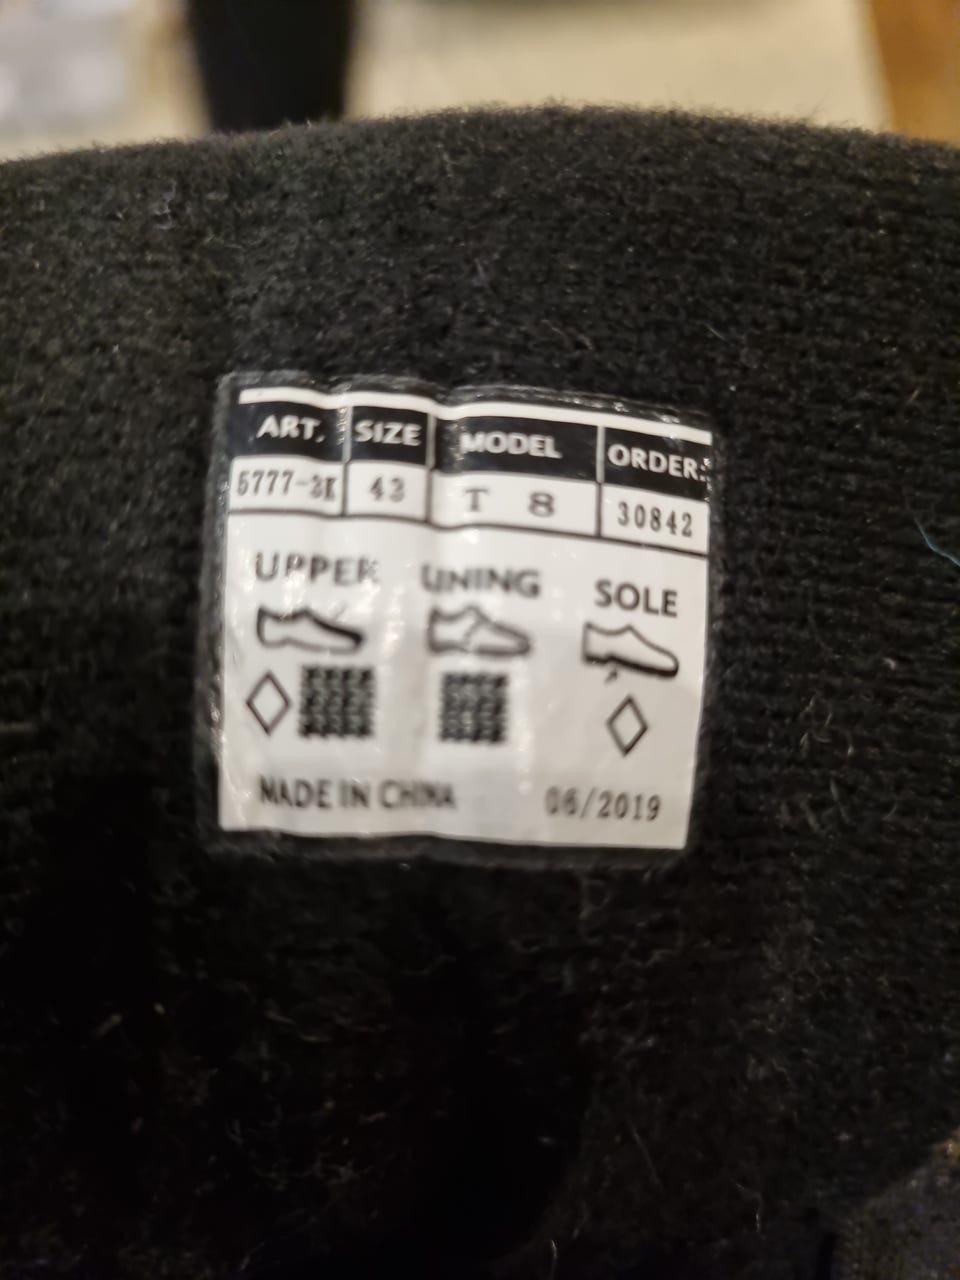 ART. SIZE MODEL ORDER:
5777-3K 43 T 8 30842
UPPER LINING SOLE
MADE IN CHINA 06/2019